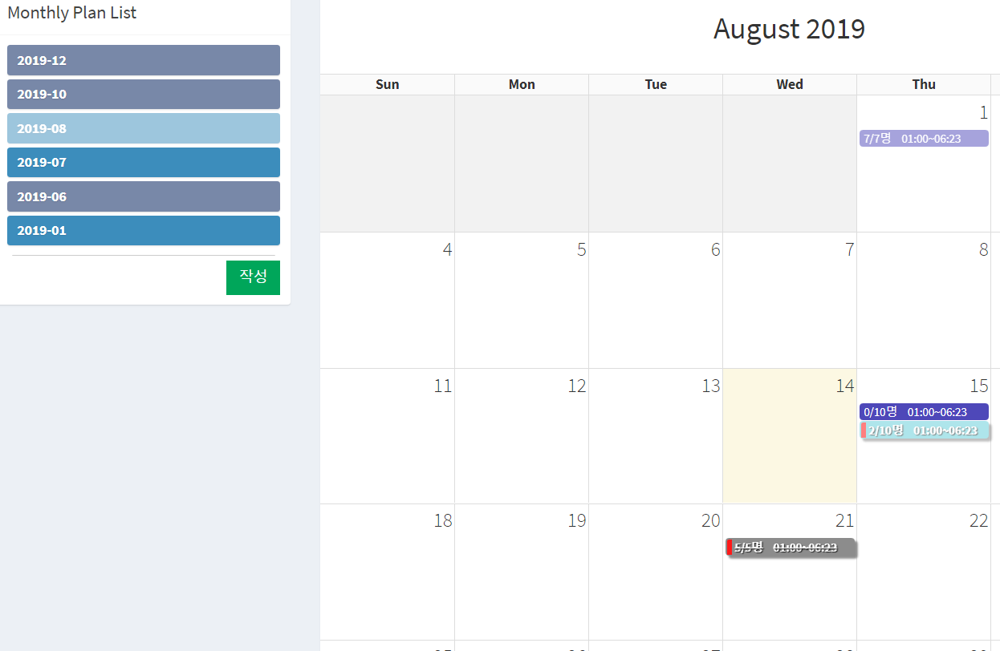 Monthly Plan List
2019-12
2019-10
2019-08
2019-07
2019-06
2019-01
작성
August 2019
Sun Mon Tue Wed Thu
1
7/7명 01:00~06:23
4 5 6 7 8
11 12 13 14 15
0/10명 01:00~06:23
2/10명 01:00~06:23
18 19 20 21 22
5/5명 01:00~06:23